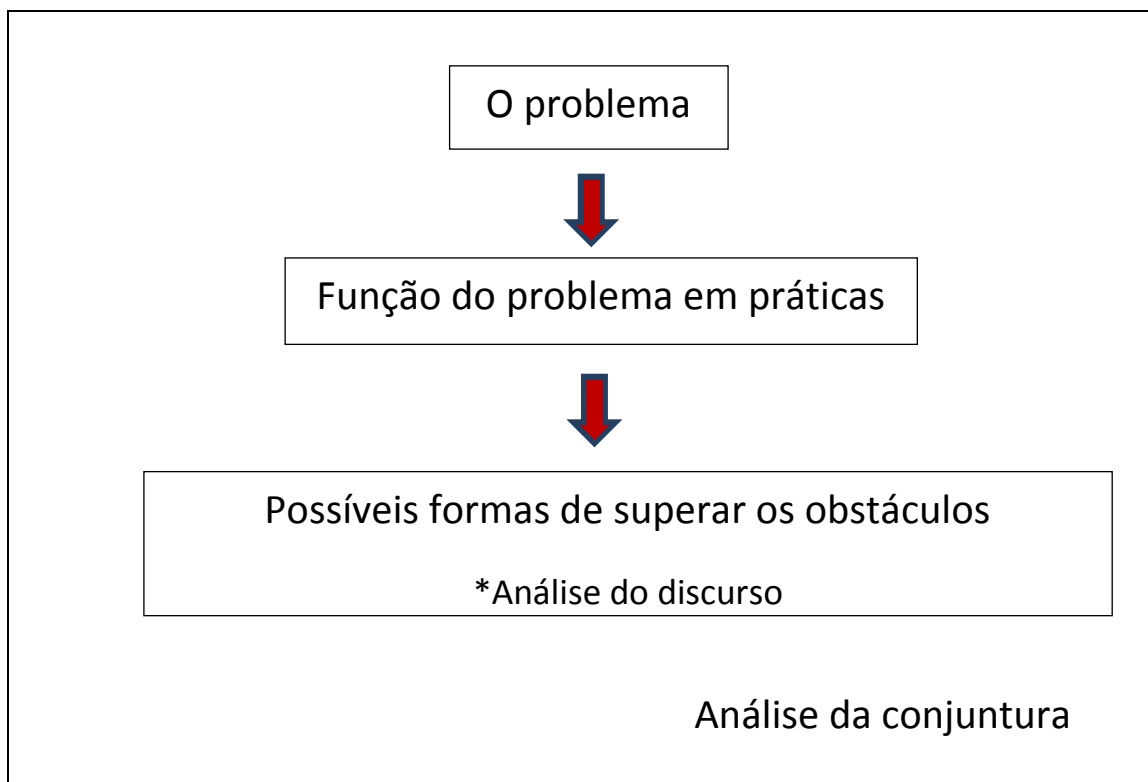 O problema
Função do problema em práticas
Possíveis formas de superar os obstáculos
*Análise do discurso
Análise da conjuntura